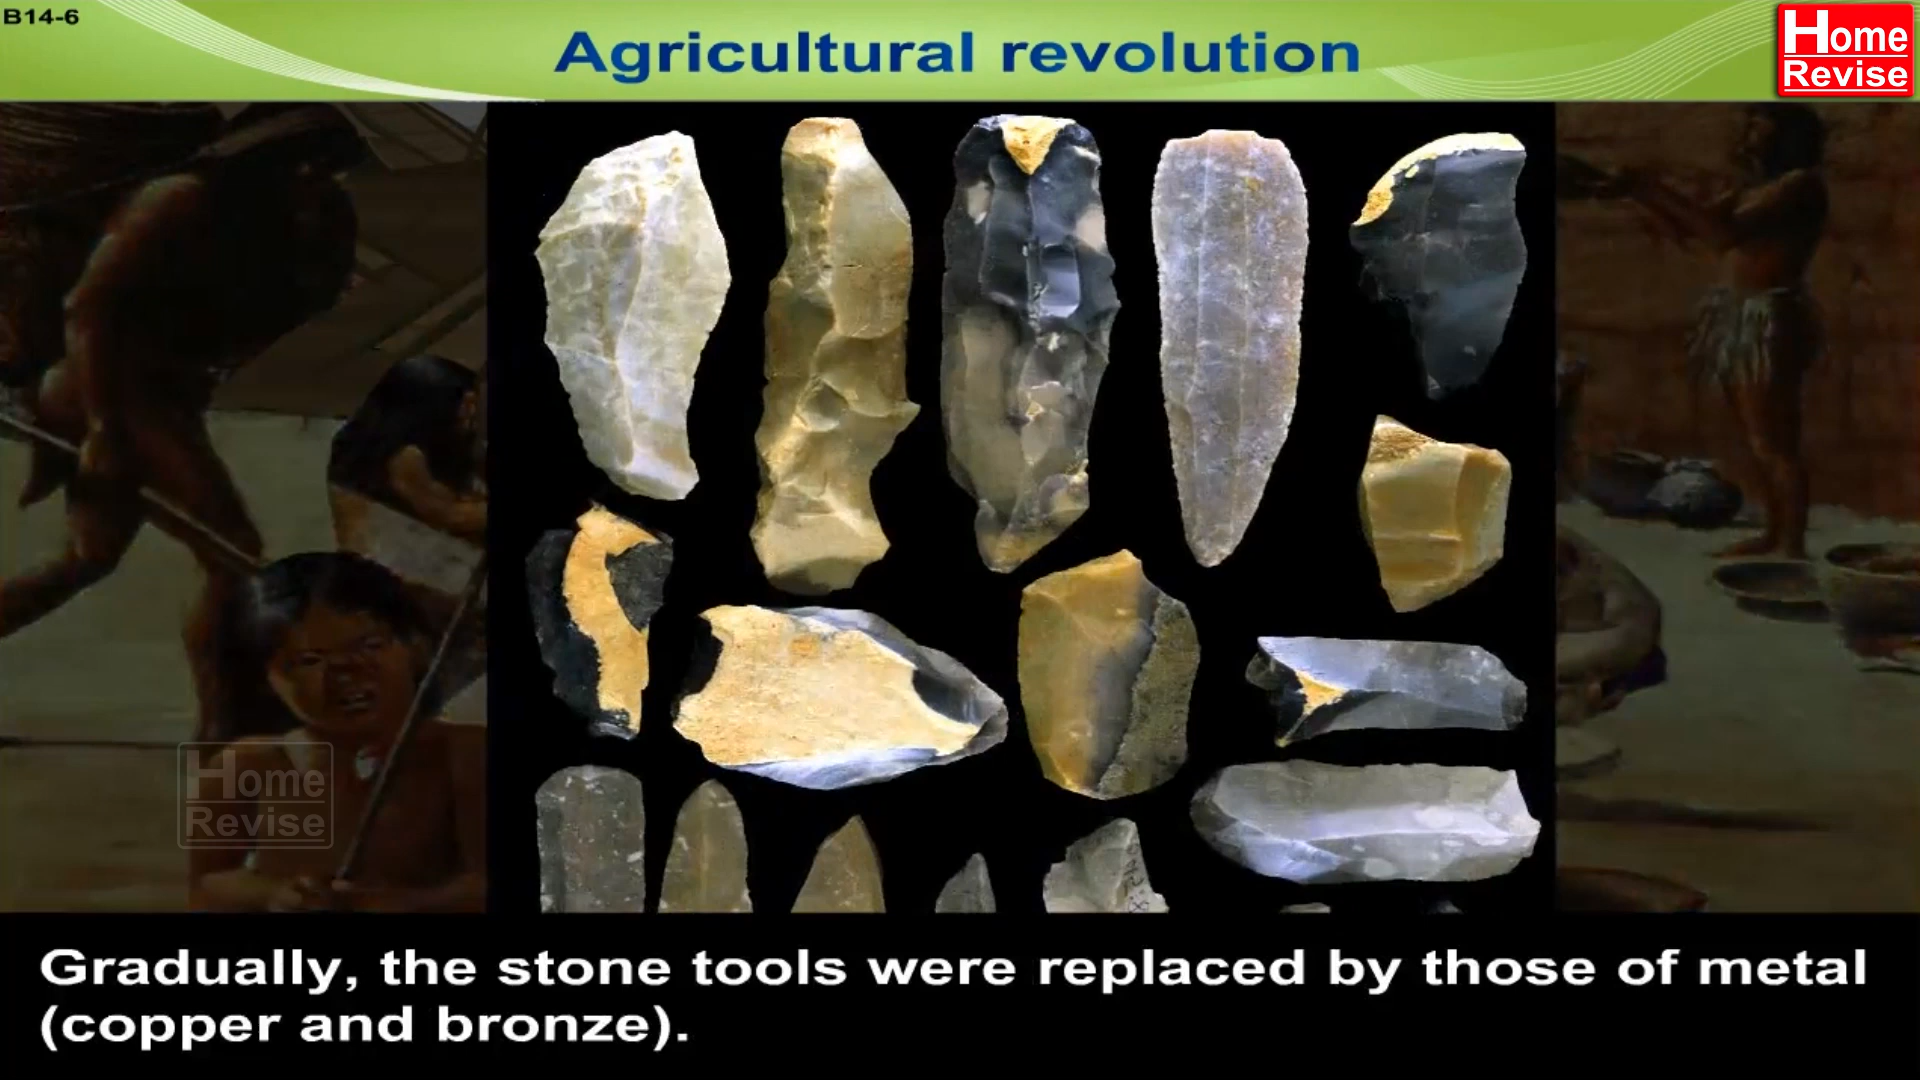 B14-6
Agricultural revolution
Home
Revise
Home
Revise
Gradually, the stone tools were replaced by those of metal
(copper and bronze).